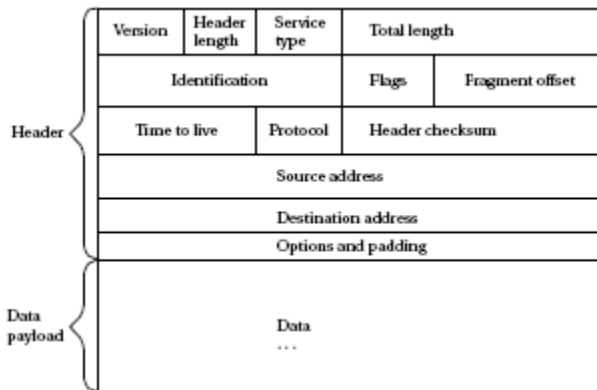 Version
Header
length
Service
type
Total length
Identification
Flags
Fragment offset
Header
Time to live
Protocol
Header checksum
Source address
Destination address
Options and padding
Data
payload
Data
...